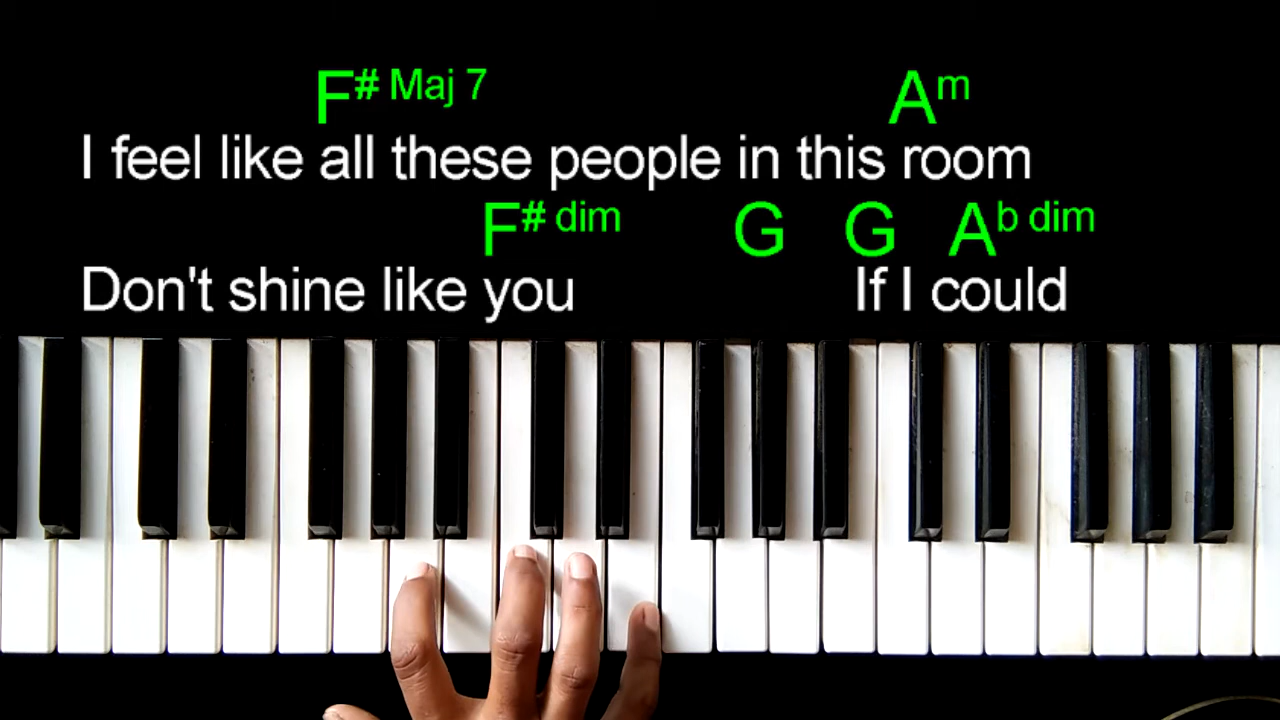 F# Maj 7 Am
I feel like all these people in this room
F# dim G G Ab dim
Don't shine like you If I could